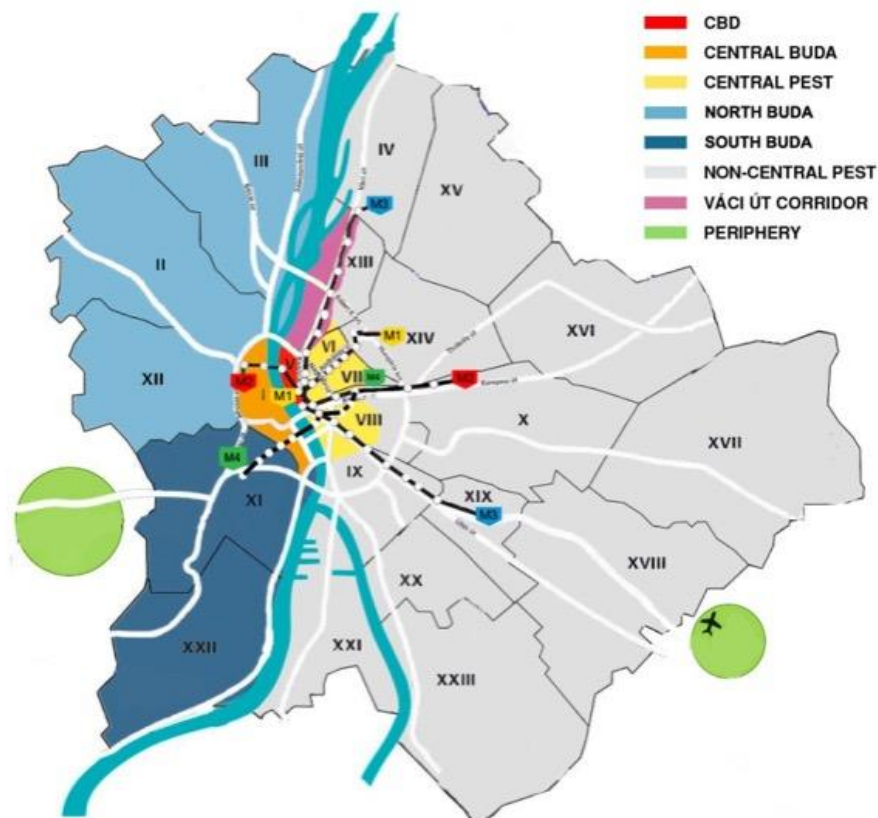 CBD
CENTRAL BUDA
CENTRAL PEST
NORTH BUDA
SOUTH BUDA
NON-CENTRAL PEST
VÁCI ÚT CORRIDOR
PERIPHERY
III
IV
XV
M3
II
XIII
VI
M1
XIV
XVI
XII
V
M2
M1
VII
M4
M2
I
VIII
X
XVII
M4
IX
XI
XIX
M3
XVIII
XX
XXII
XXI
XXIII